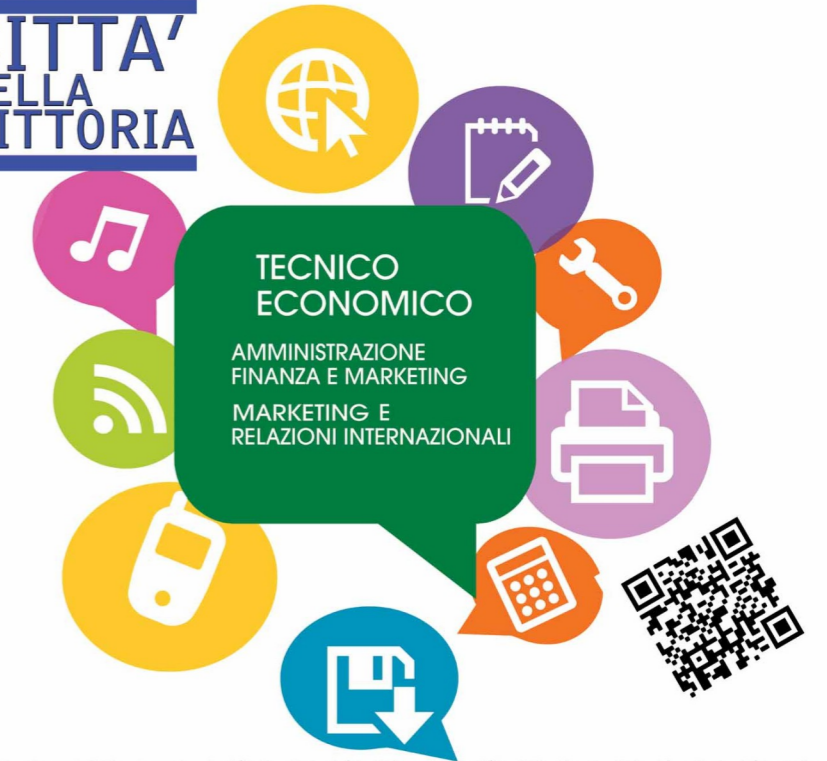 ITTA'
ELLA
ITTORIA
TECNICO
ECONOMICO
AMMINISTRAZIONE
FINANZA E MARKETING
MARKETING E
RELAZIONI INTERNAZIONALI